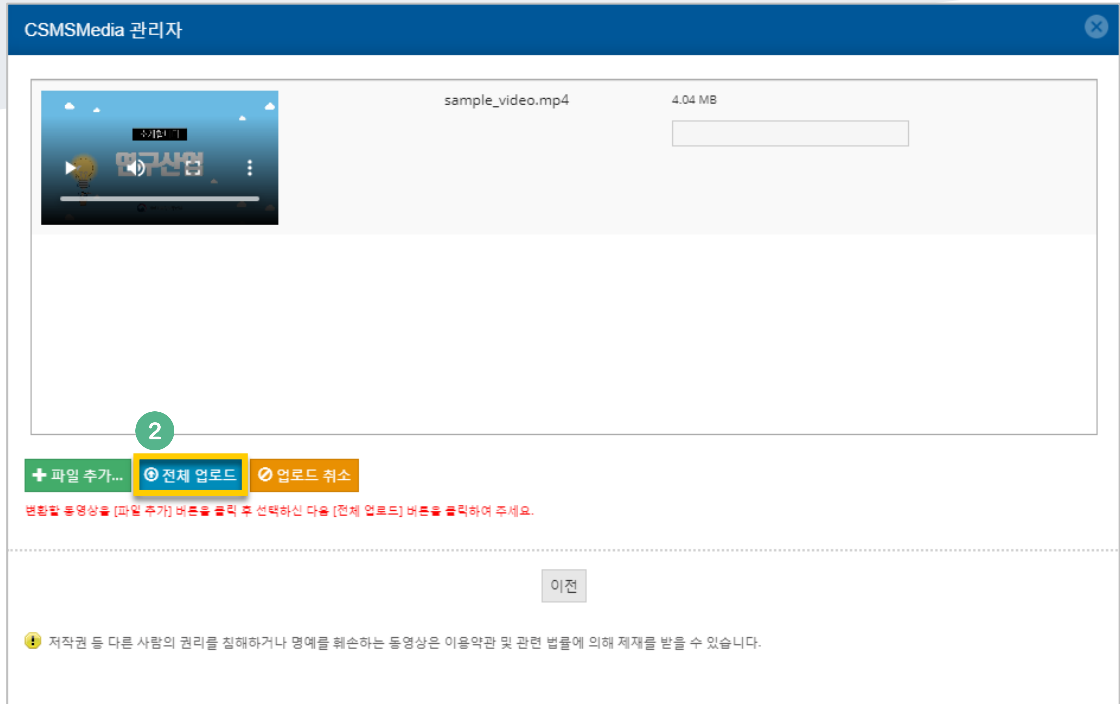 CSMSMedia 관리자
sample_video.mp4
4.04 MB
연구산업
2
파일 추가...
전체 업로드
업로드 취소
변환할 동영상을 [파일 추가] 버튼을 클릭 후 선택하신 다음 [전체 업로드] 버튼을 클릭하여 주세요.
이전
저작권 등 다른 사람의 권리를 침해하거나 명예를 훼손하는 동영상은 이용약관 및 관련 법률에 의해 제재를 받을 수 있습니다.